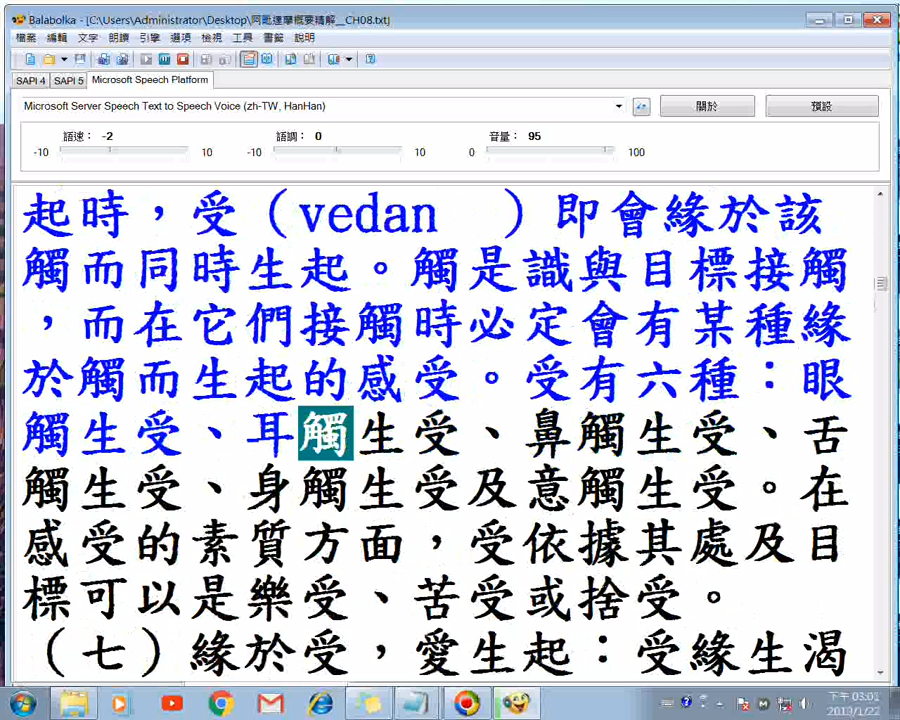 Balabolka - [C:\Users\Administrator\Desktop\阿毗達摩概要精解__CH08.txt]
檔案 編輯 文字 朗讀 引擎 選項 檢視 工具 書籤 說明
SAPI 4 SAPI 5 Microsoft Speech Platform
Microsoft Server Speech Text to Speech Voice (zh-TW, HanHan) 關於 預設
語速： -2 語調： 0 音量： 95
-10 10 -10 10 0 100
起時，受（vedan ）即會緣於該
觸而同時生起。觸是識與目標接觸
，而在它們接觸時必定會有某種緣
於觸而生起的感受。受有六種：眼
觸生受、耳觸生受、鼻觸生受、舌
觸生受、身觸生受及意觸生受。在
感受的素質方面，受依據其處及目
標可以是樂受、苦受或捨受。
（七）緣於受，愛生起：受緣生渴
下午 03:01
2019/1/22